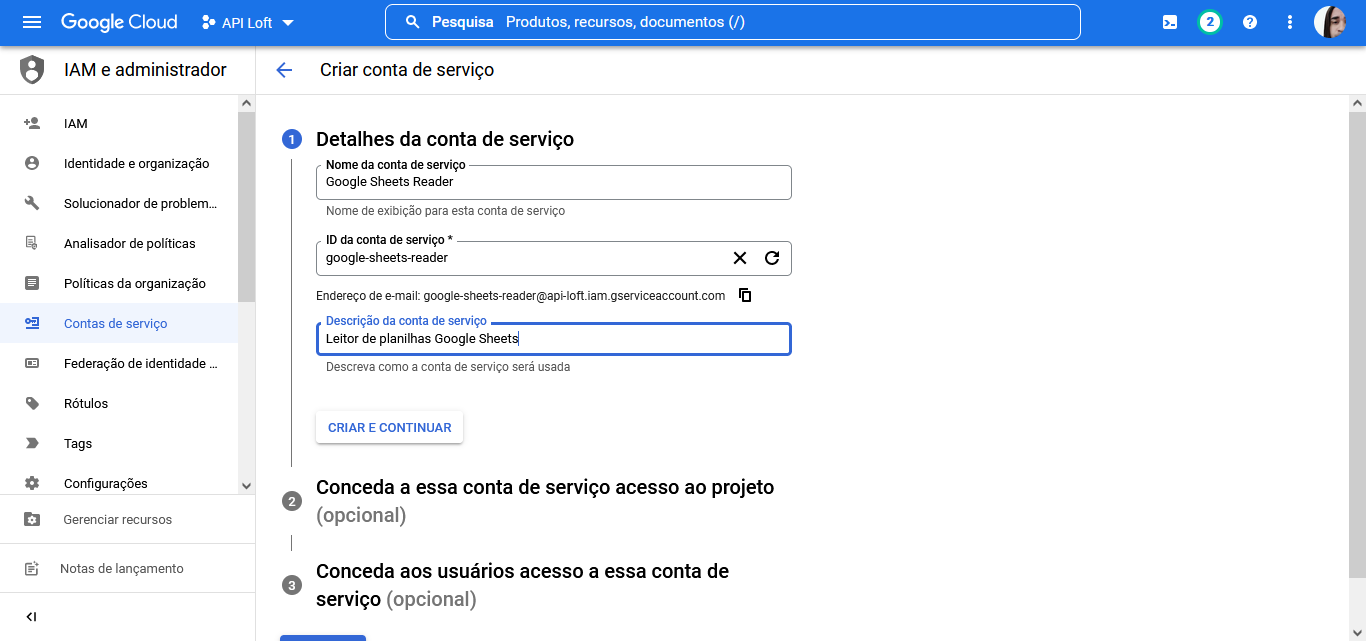 Google Cloud
API Loft
Pesquisa Produtos, recursos, documentos (/)
2
IAM e administrador
Criar conta de serviço
IAM
Identidade e organização
Solucionador de problem...
Analisador de políticas
Políticas da organização
Contas de serviço
Federação de identidade ...
Rótulos
Tags
Configurações
Gerenciar recursos
Notas de lançamento
1 Detalhes da conta de serviço
Nome da conta de serviço
Google Sheets Reader
Nome de exibição para esta conta de serviço
ID da conta de serviço *
google-sheets-reader
Endereço de e-mail: google-sheets-reader@api-loft.iam.gserviceaccount.com
Descrição da conta de serviço
Leitor de planilhas Google Sheets
Descreva como a conta de serviço será usada
CRIAR E CONTINUAR
2 Conceda a essa conta de serviço acesso ao projeto
(opcional)
3 Conceda aos usuários acesso a essa conta de
serviço (opcional)